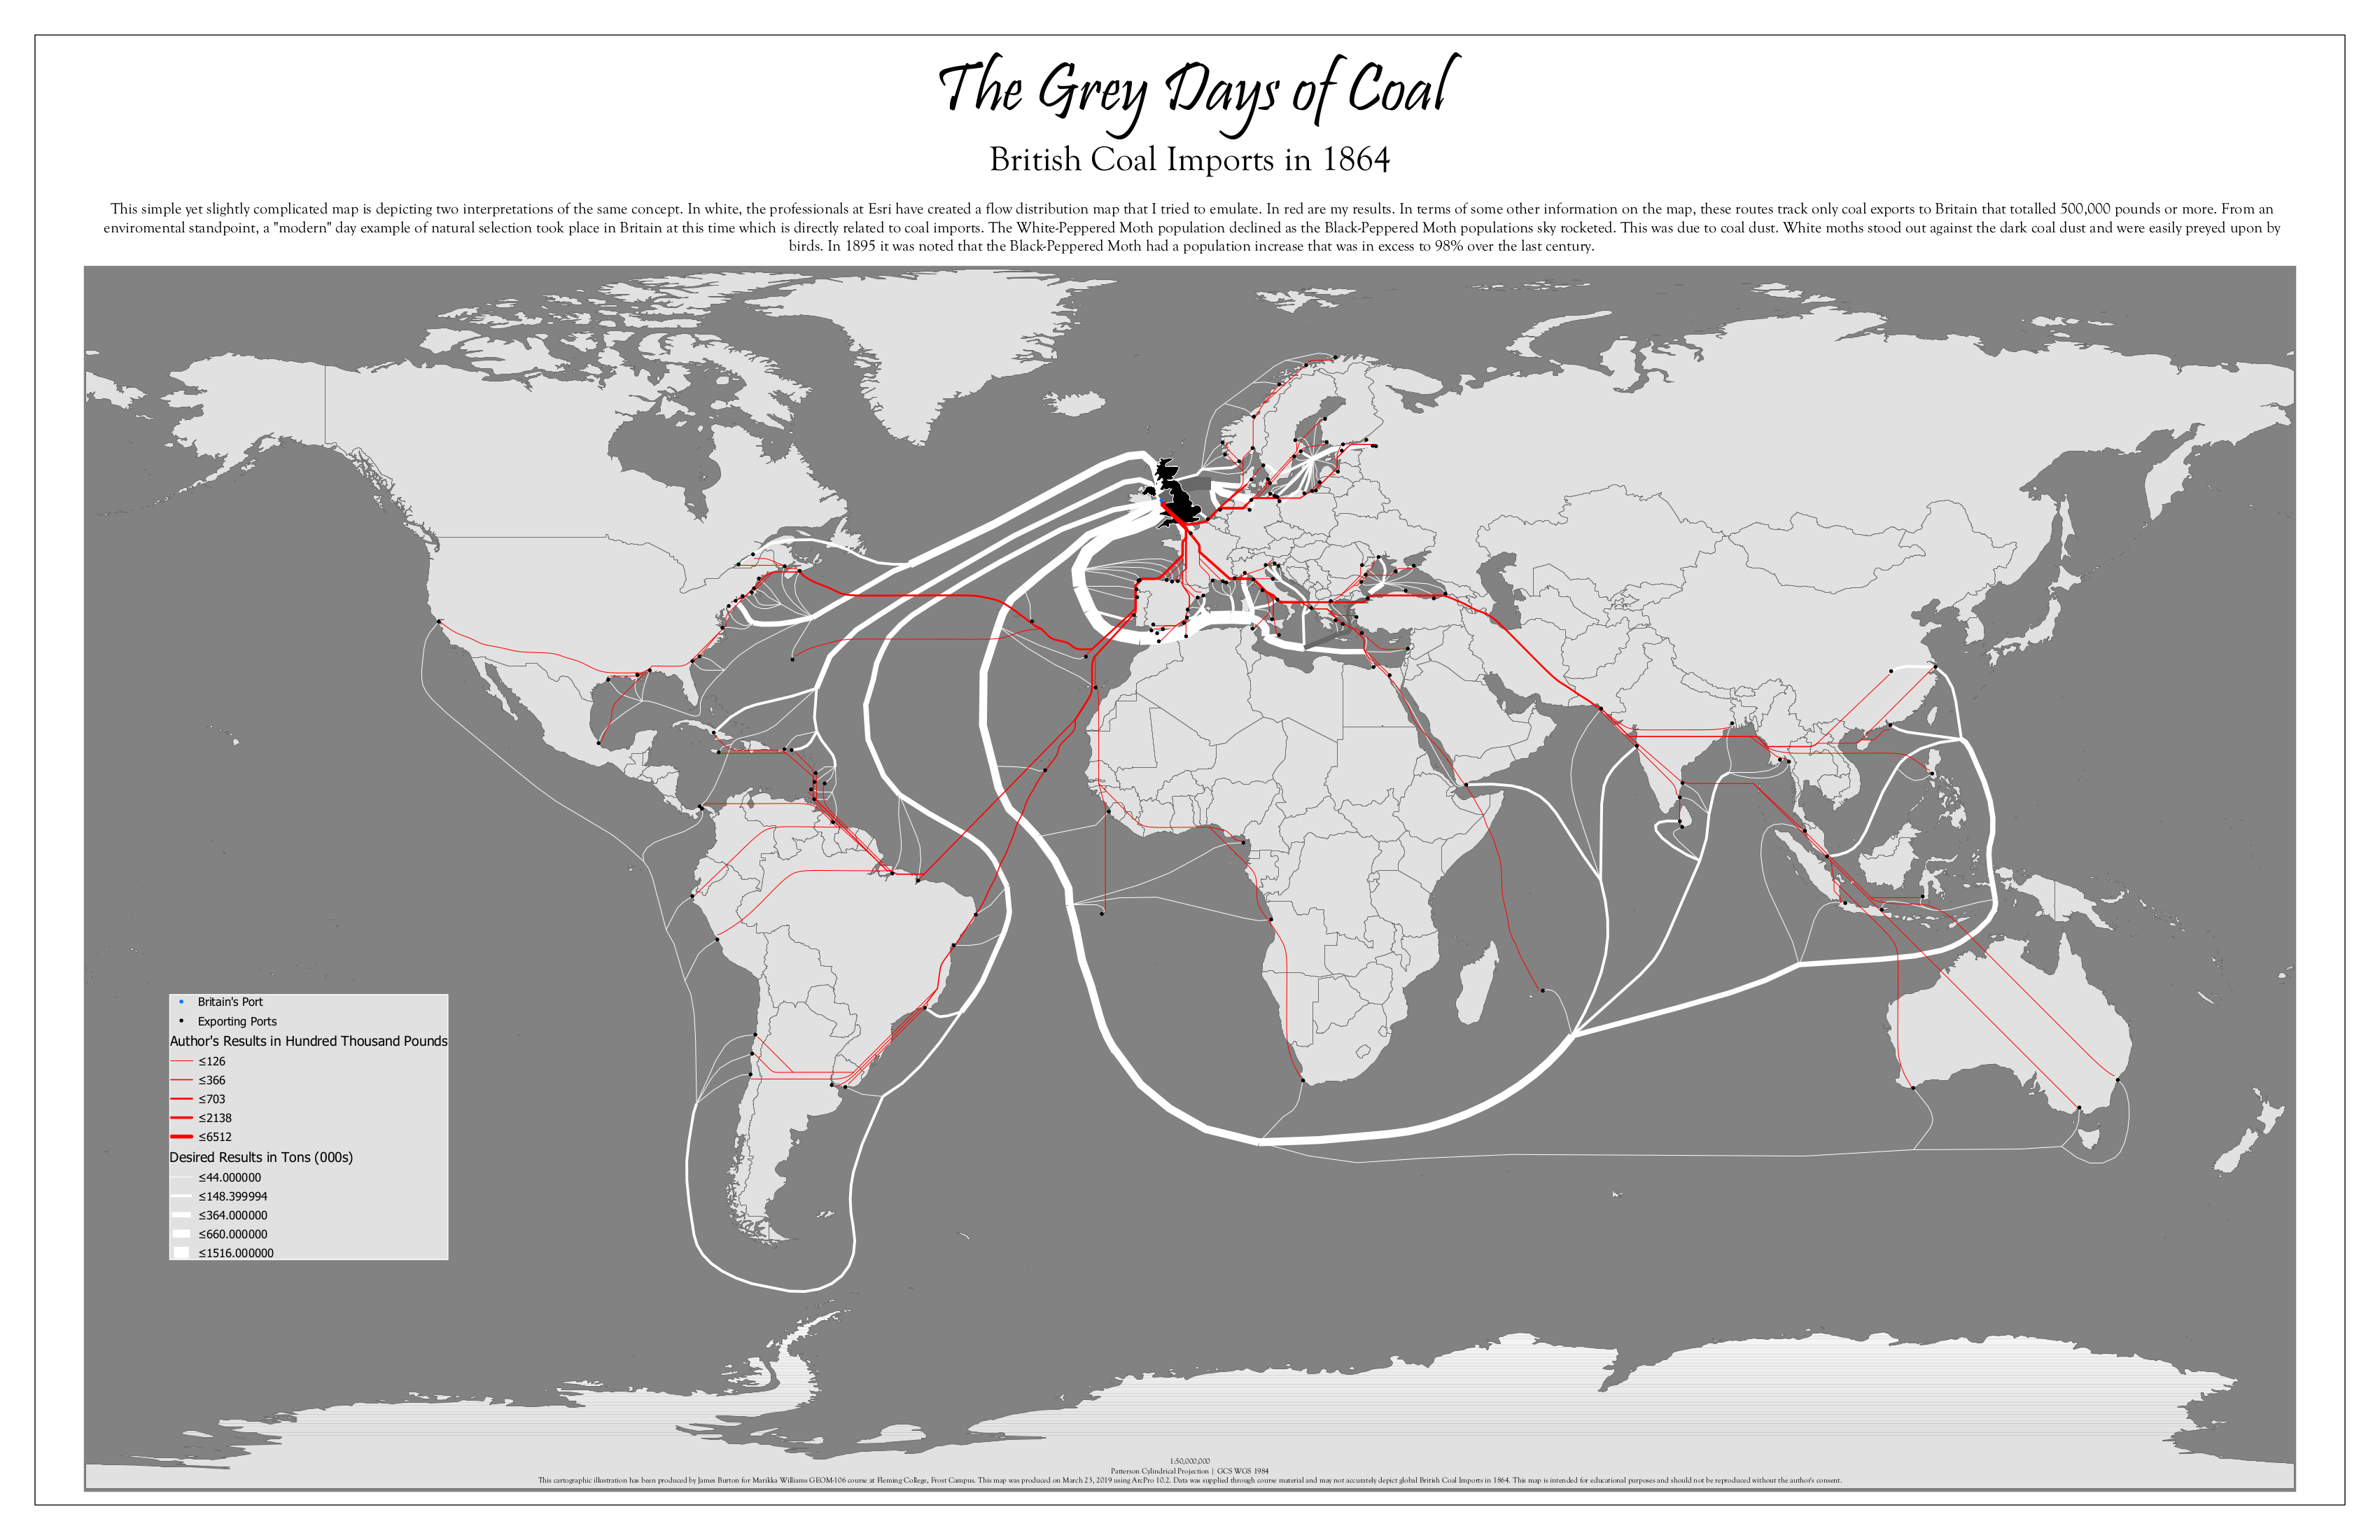 The Grey Days of Coal
British Coal Imports in 1864
This simple yet slightly complicated map is depicting two interpretations of the same concept. In white, the professionals at Esri have created a flow distribution map that I tried to emulate. In red are my results. In terms of some other information on the map, these routes track only coal exports to Britain that totalled 500,000 pounds or more. From an
enviromental standpoint, a "modern" day example of natural selection took place in Britain at this time which is directly related to coal imports. The White-Peppered Moth population declined as the Black-Peppered Moth populations sky rocketed. This was due to coal dust. White moths stood out against the dark coal dust and were easily preyed upon by
birds. In 1895 it was noted that the Black-Peppered Moth had a population increase that was in excess to 98% over the last century.
Britain's Port
Exporting Ports
Author's Results in Hundred Thousand Pounds
≤126
≤366
≤703
≤2138
≤6512
Desired Results in Tons (000s)
≤44.000000
≤148.399994
≤364.000000
≤660.000000
≤1516.000000
1:50,000,000
Patterson Cylindrical Projection | GCS WGS 1984
This cartographic illustration has been produced by James Burton for Marikka Williams GEOM-106 course at Fleming College, Frost Campus. This map was produced on March 23, 2019 using ArcPro 10.2. Data was supplied through course material and may not accurately depict global British Coal Imports in 1864. This map is intended for educational purposes and should not be reproduced without the author's consent.